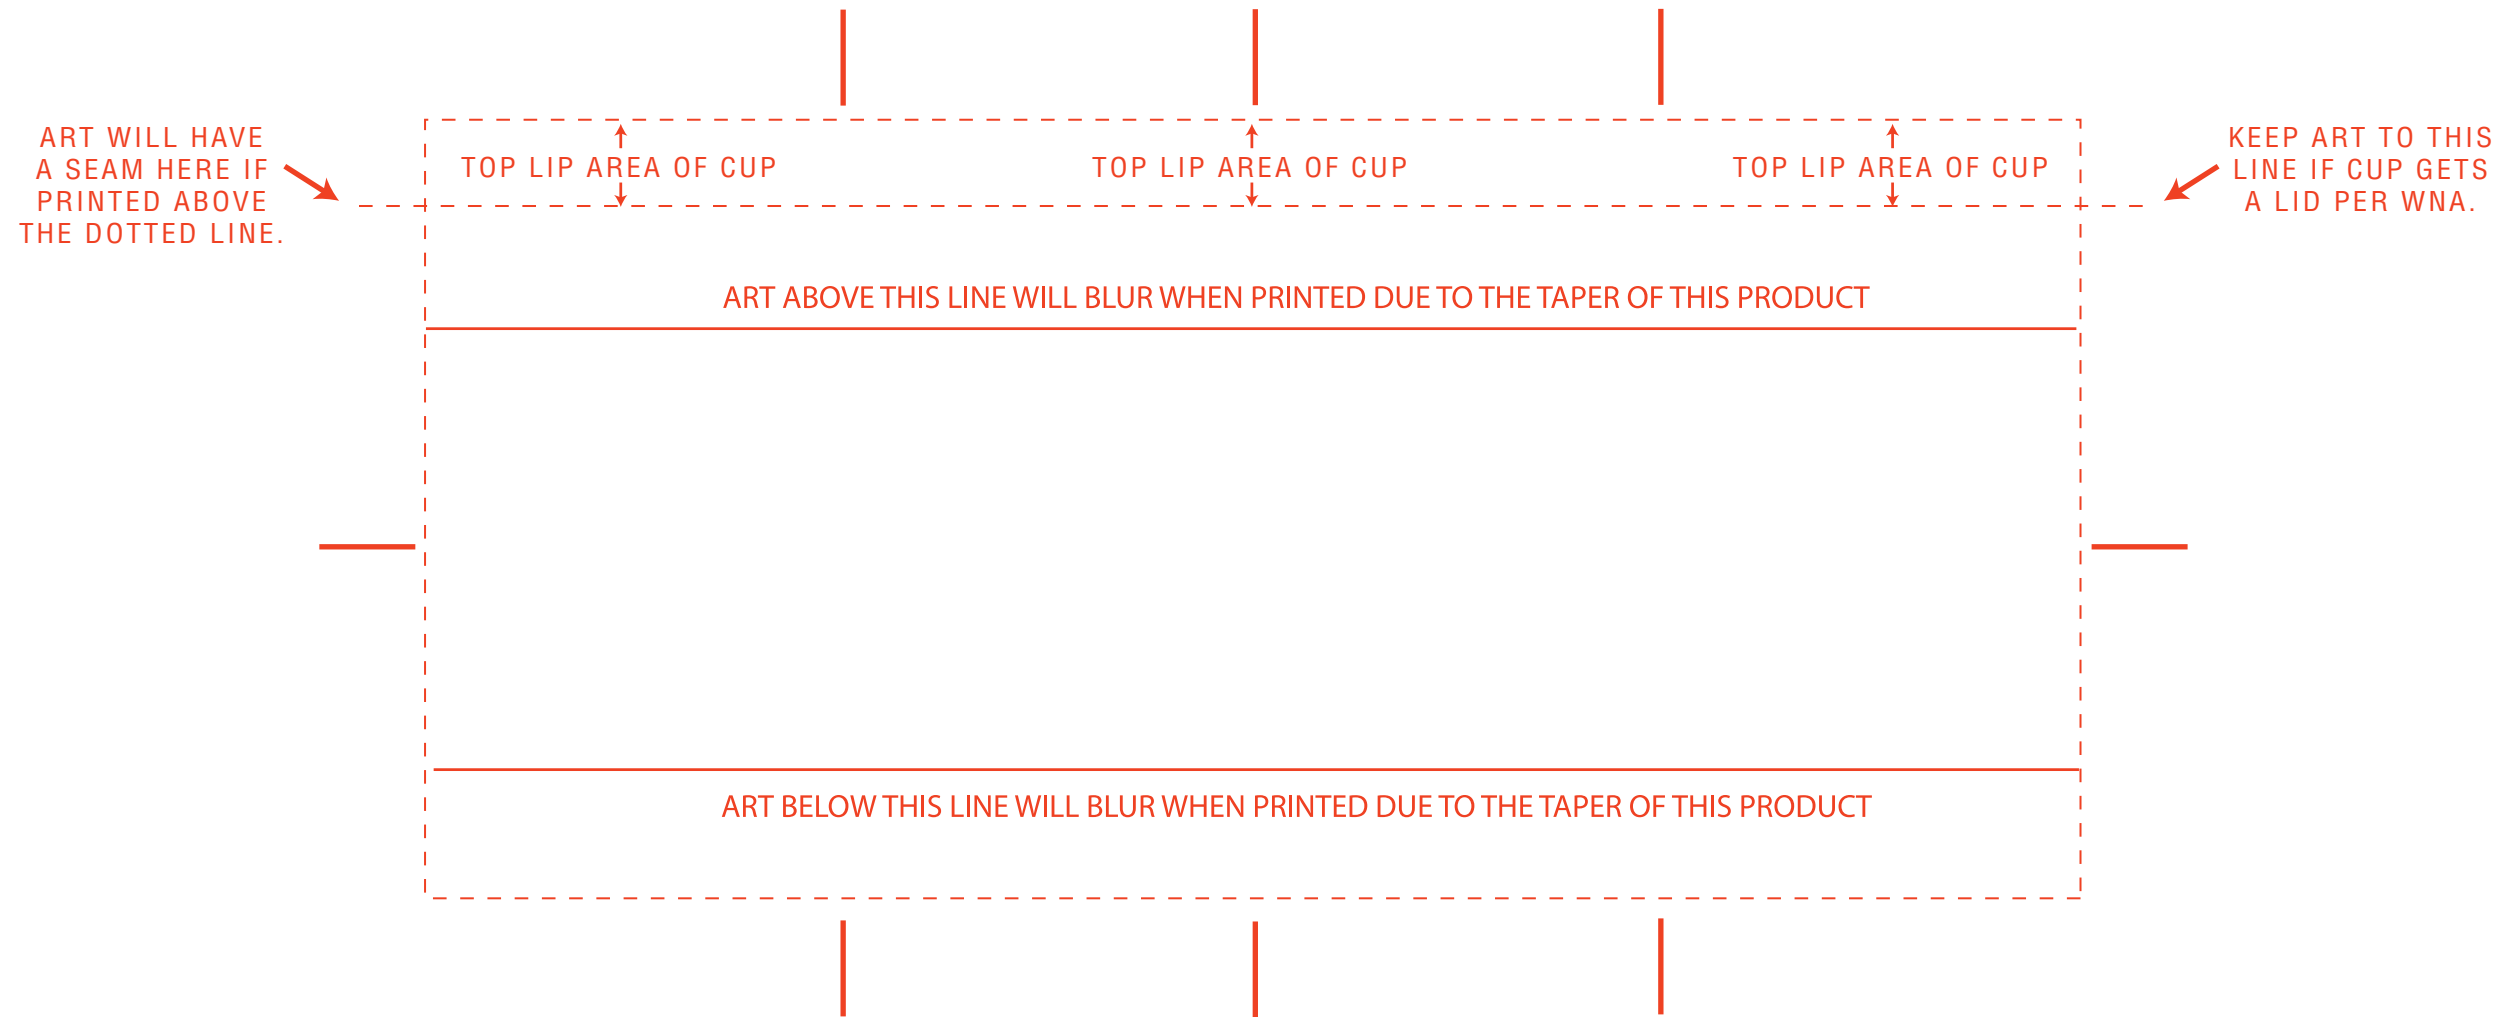 ART WILL HAVE
A SEAM HERE IF
PRINTED ABOVE
THE DOTTED LINE.
TOP LIP AREA OF CUP
TOP LIP AREA OF CUP
TOP LIP AREA OF CUP
KEEP ART TO THIS
LINE IF CUP GETS
A LID PER WNA.
ART ABOVE THIS LINE WILL BLUR WHEN PRINTED DUE TO THE TAPER OF THIS PRODUCT
ART BELOW THIS LINE WILL BLUR WHEN PRINTED DUE TO THE TAPER OF THIS PRODUCT